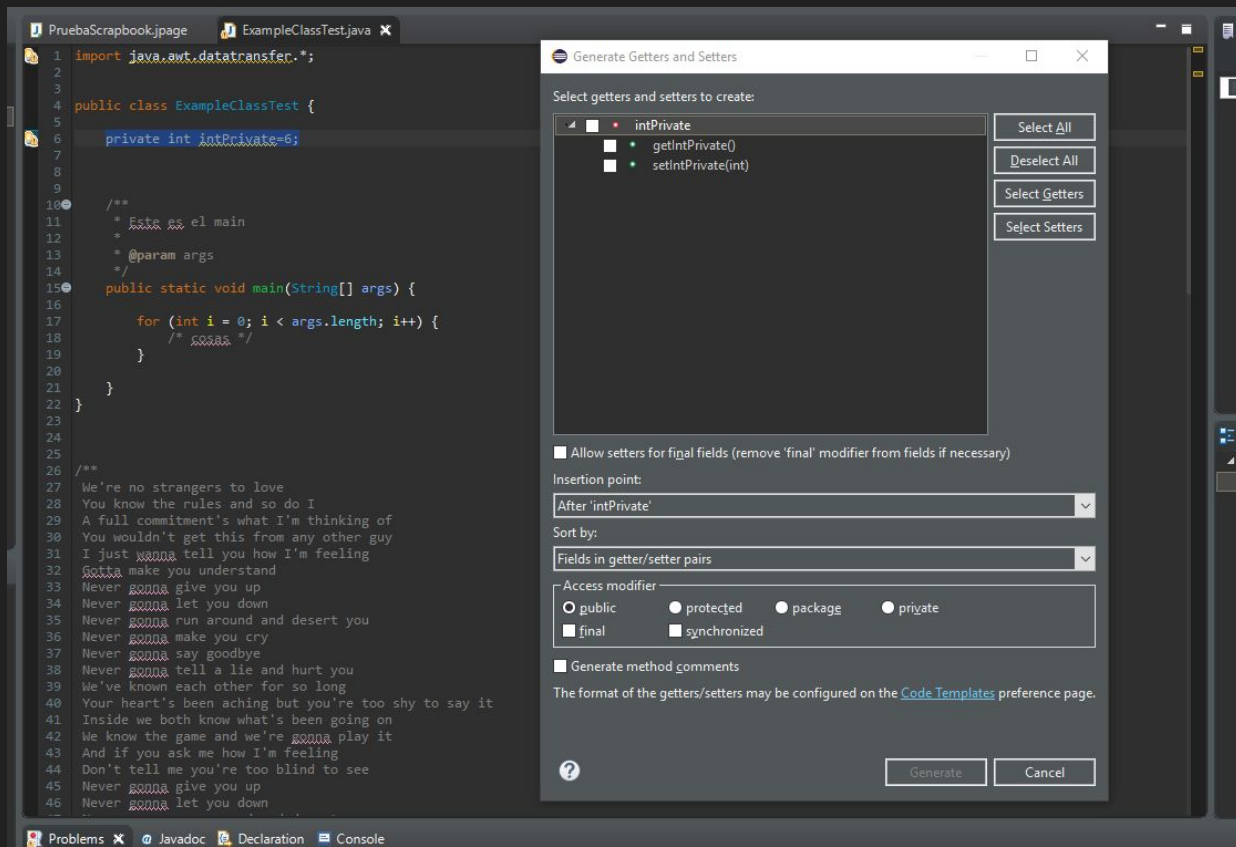 PruebaScrapbook.jpage
ExampleClassTest.java
1 import java.awt.datatransfer.*;
2
3
4 public class ExampleClassTest {
5
6 private int intPrivate=6;
7
8
9
10 /**
11 * Este es el main
12 *
13 * @param args
14 */
15 public static void main(String[] args) {
16
17 for (int i = 0; i < args.length; i++) {
18 /* cosas */
19 }
20
21 }
22 }
23
24
25
26 /**
27 We're no strangers to love
28 You know the rules and so do I
29 A full commitment's what I'm thinking of
30 You wouldn't get this from any other guy
31 I just wanna tell you how I'm feeling
32 Gotta make you understand
33 Never gonna give you up
34 Never gonna let you down
35 Never gonna run around and desert you
36 Never gonna make you cry
37 Never gonna say goodbye
38 Never gonna tell a lie and hurt you
39 We've known each other for so long
40 Your heart's been aching but you're too shy to say it
41 Inside we both know what's been going on
42 We know the game and we're gonna play it
43 And if you ask me how I'm feeling
44 Don't tell me you're too blind to see
45 Never gonna give you up
46 Never gonna let you down
Generate Getters and Setters
Select getters and setters to create:
intPrivate
getIntPrivate()
setIntPrivate(int)
Select All
Deselect All
Select Getters
Select Setters
Allow setters for final fields (remove 'final' modifier from fields if necessary)
Insertion point:
After 'intPrivate'
Sort by:
Fields in getter/setter pairs
Access modifier
public protected package private
final synchronized
Generate method comments
The format of the getters/setters may be configured on the Code Templates preference page.
Generate
Cancel
Problems
Javadoc
Declaration
Console